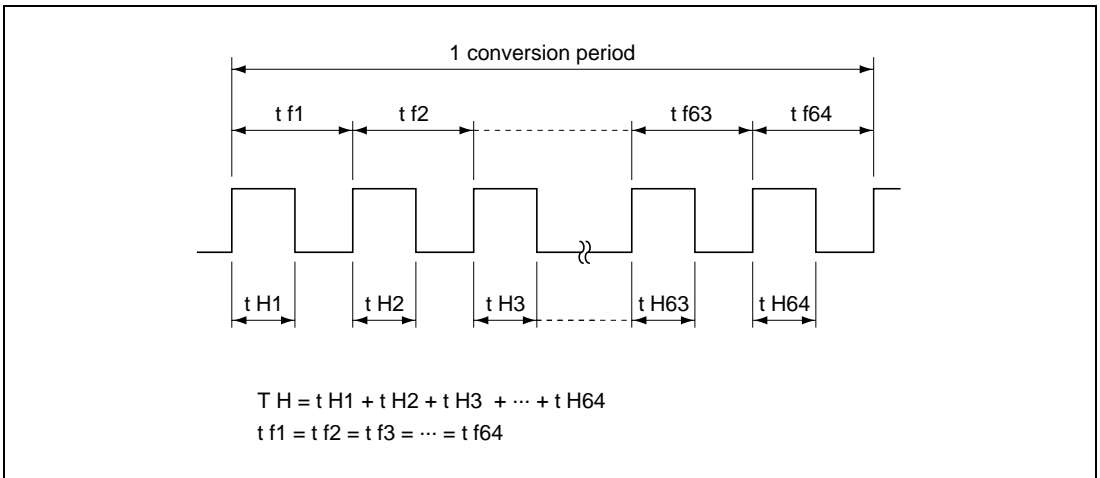 1 conversion period
t f1 t f2 t f63 t f64
t H1 t H2 t H3 t H63 t H64
T H = t H1 + t H2 + t H3 + ··· + t H64
t f1 = t f2 = t f3 = ··· = t f64